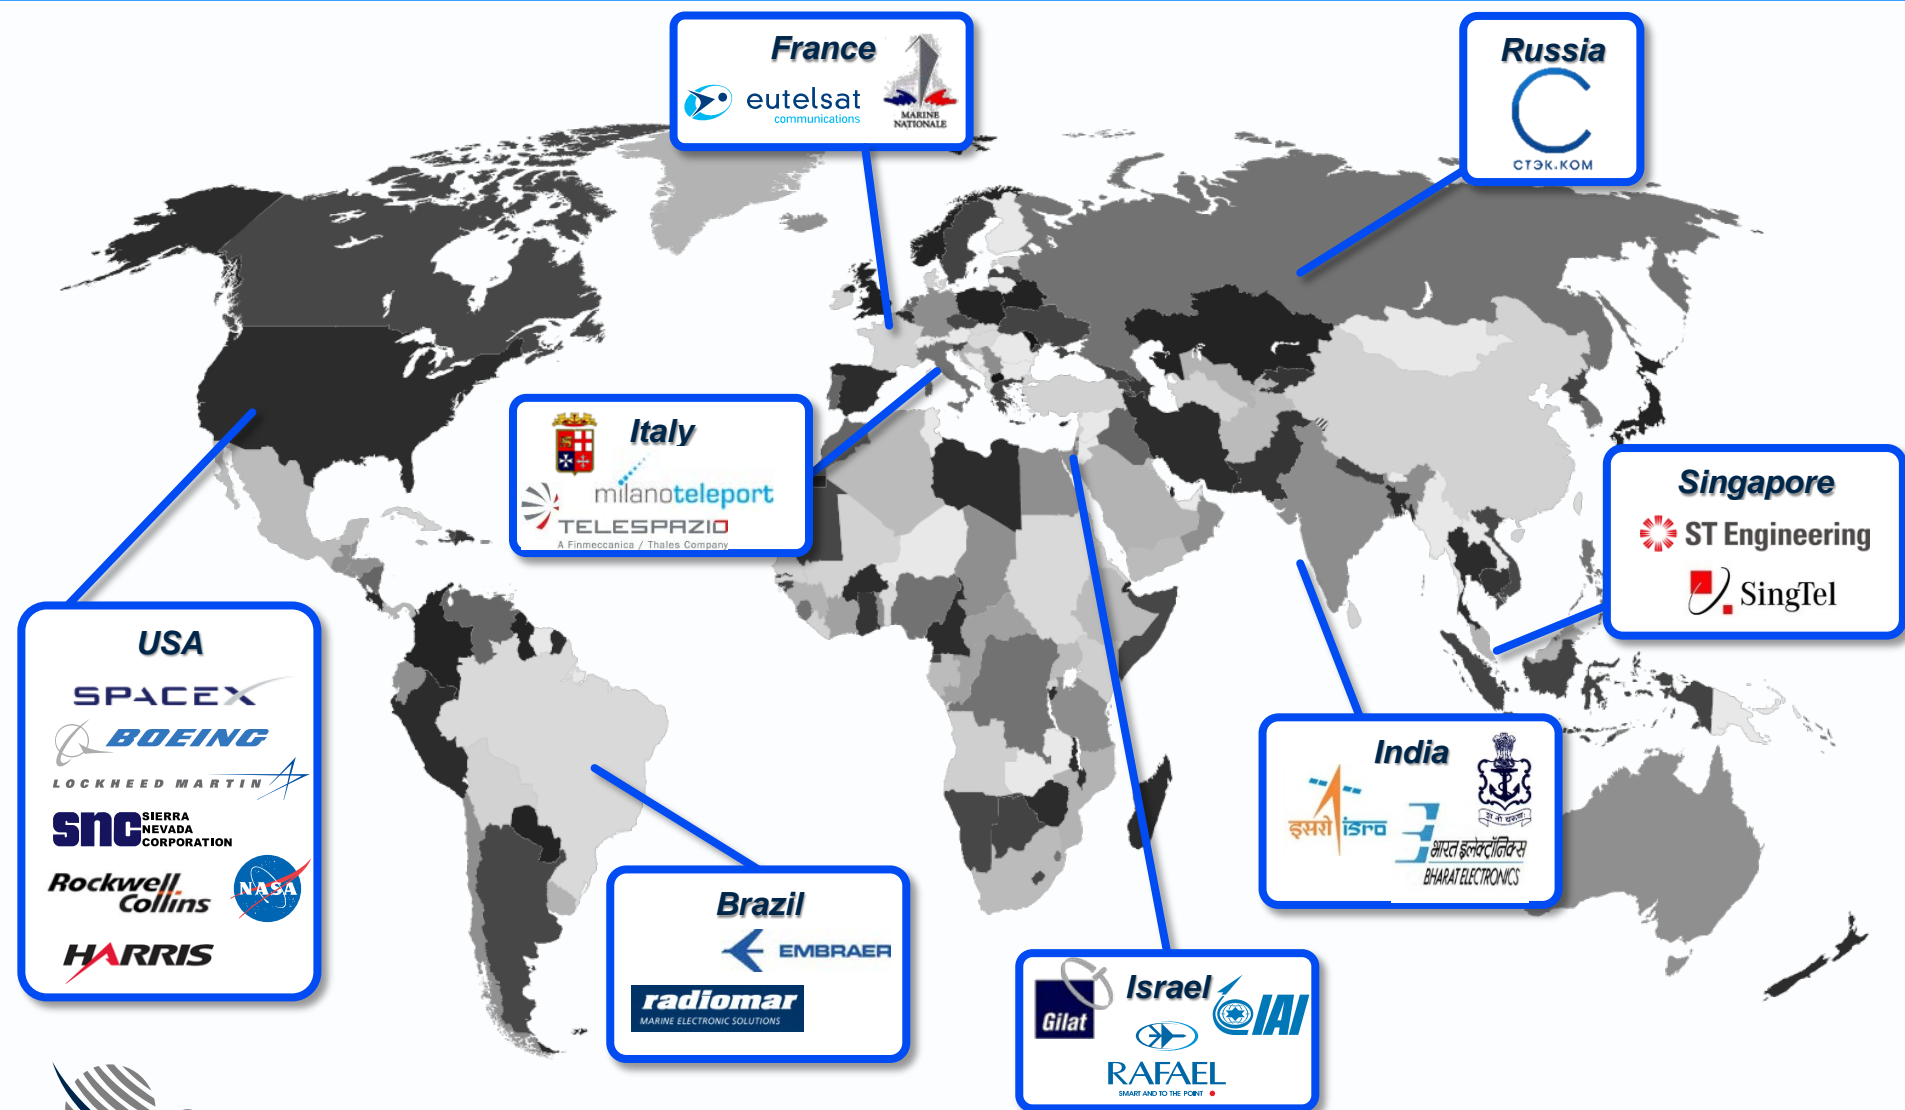 France
eutelsat
communications
MARINE
NATIONALE
Russia
СТЭК.КОМ
Italy
milanoteleport
TELESPAZIO
A Finmeccanica / Thales Company
Singapore
ST Engineering
SingTel
USA
SPACEX
BOEING
LOCKHEED MARTIN
snc SIERRA
NEVADA
CORPORATION
Rockwell
Collins
NASA
HARRIS
Brazil
EMBRAER
radiomar
MARINE ELECTRONIC SOLUTIONS
India
इसरो isro
भारत इलेक्ट्रॉनिक्स
BHARAT ELECTRONICS
Israel
Gilat
IAI
RAFAEL
SMART AND TO THE POINT